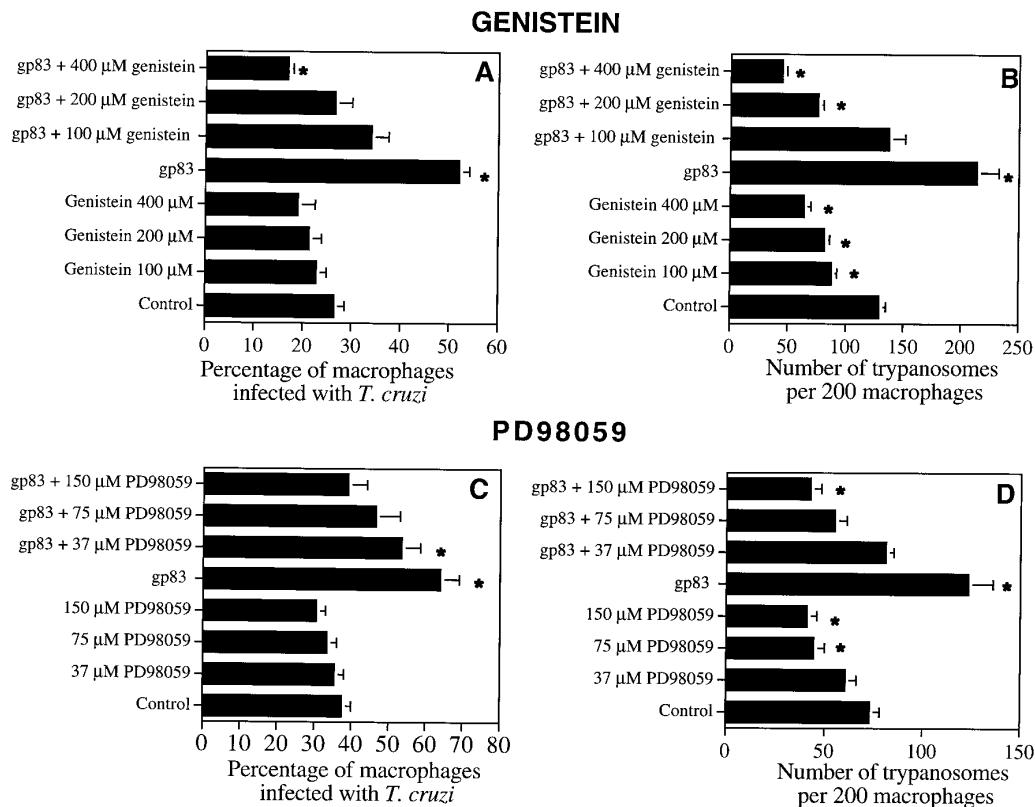 GENISTEIN
A
gp83 + 400 µM genistein
*
gp83 + 200 µM genistein
gp83 + 100 µM genistein
gp83
*
Genistein 400 µM
Genistein 200 µM
Genistein 100 µM
Control
0 10 20 30 40 50 60
Percentage of macrophages
infected with T. cruzi
B
gp83 + 400 µM genistein
*
gp83 + 200 µM genistein
*
gp83 + 100 µM genistein
gp83
*
Genistein 400 µM
*
Genistein 200 µM
*
Genistein 100 µM
*
Control
0 50 100 150 200 250
Number of trypanosomes
per 200 macrophages
PD98059
C
gp83 + 150 µM PD98059
gp83 + 75 µM PD98059
gp83 + 37 µM PD98059
*
gp83
*
150 µM PD98059
75 µM PD98059
37 µM PD98059
Control
0 10 20 30 40 50 60 70 80
Percentage of macrophages
infected with T. cruzi
D
gp83 + 150 µM PD98059
*
gp83 + 75 µM PD98059
gp83 + 37 µM PD98059
gp83
*
150 µM PD98059
*
75 µM PD98059
*
37 µM PD98059
Control
0 50 100 150
Number of trypanosomes
per 200 macrophages